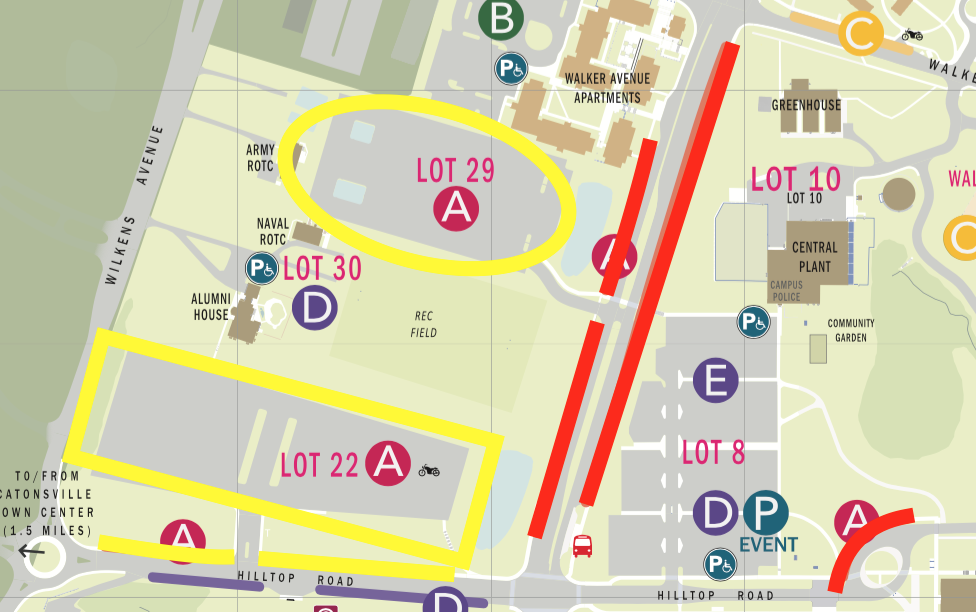 B
P
C
WALKER AVENUE
APARTMENTS
WALKE
GREENHOUSE
WILKENS AVENUE
ARMY
ROTC
LOT 29
A
LOT 10
LOT 10
WAL
C
NAVAL
ROTC
P
LOT 30
D
A
CENTRAL
PLANT
CAMPUS
POLICE
ALUMNI
HOUSE
REC
FIELD
P
COMMUNITY
GARDEN
E
LOT 22
A
LOT 8
TO/FROM
CATONSVILLE
OWN CENTER
(1.5 MILES)
A
D
P
EVENT
A
P
HILLTOP ROAD
D
HILLTOP ROAD